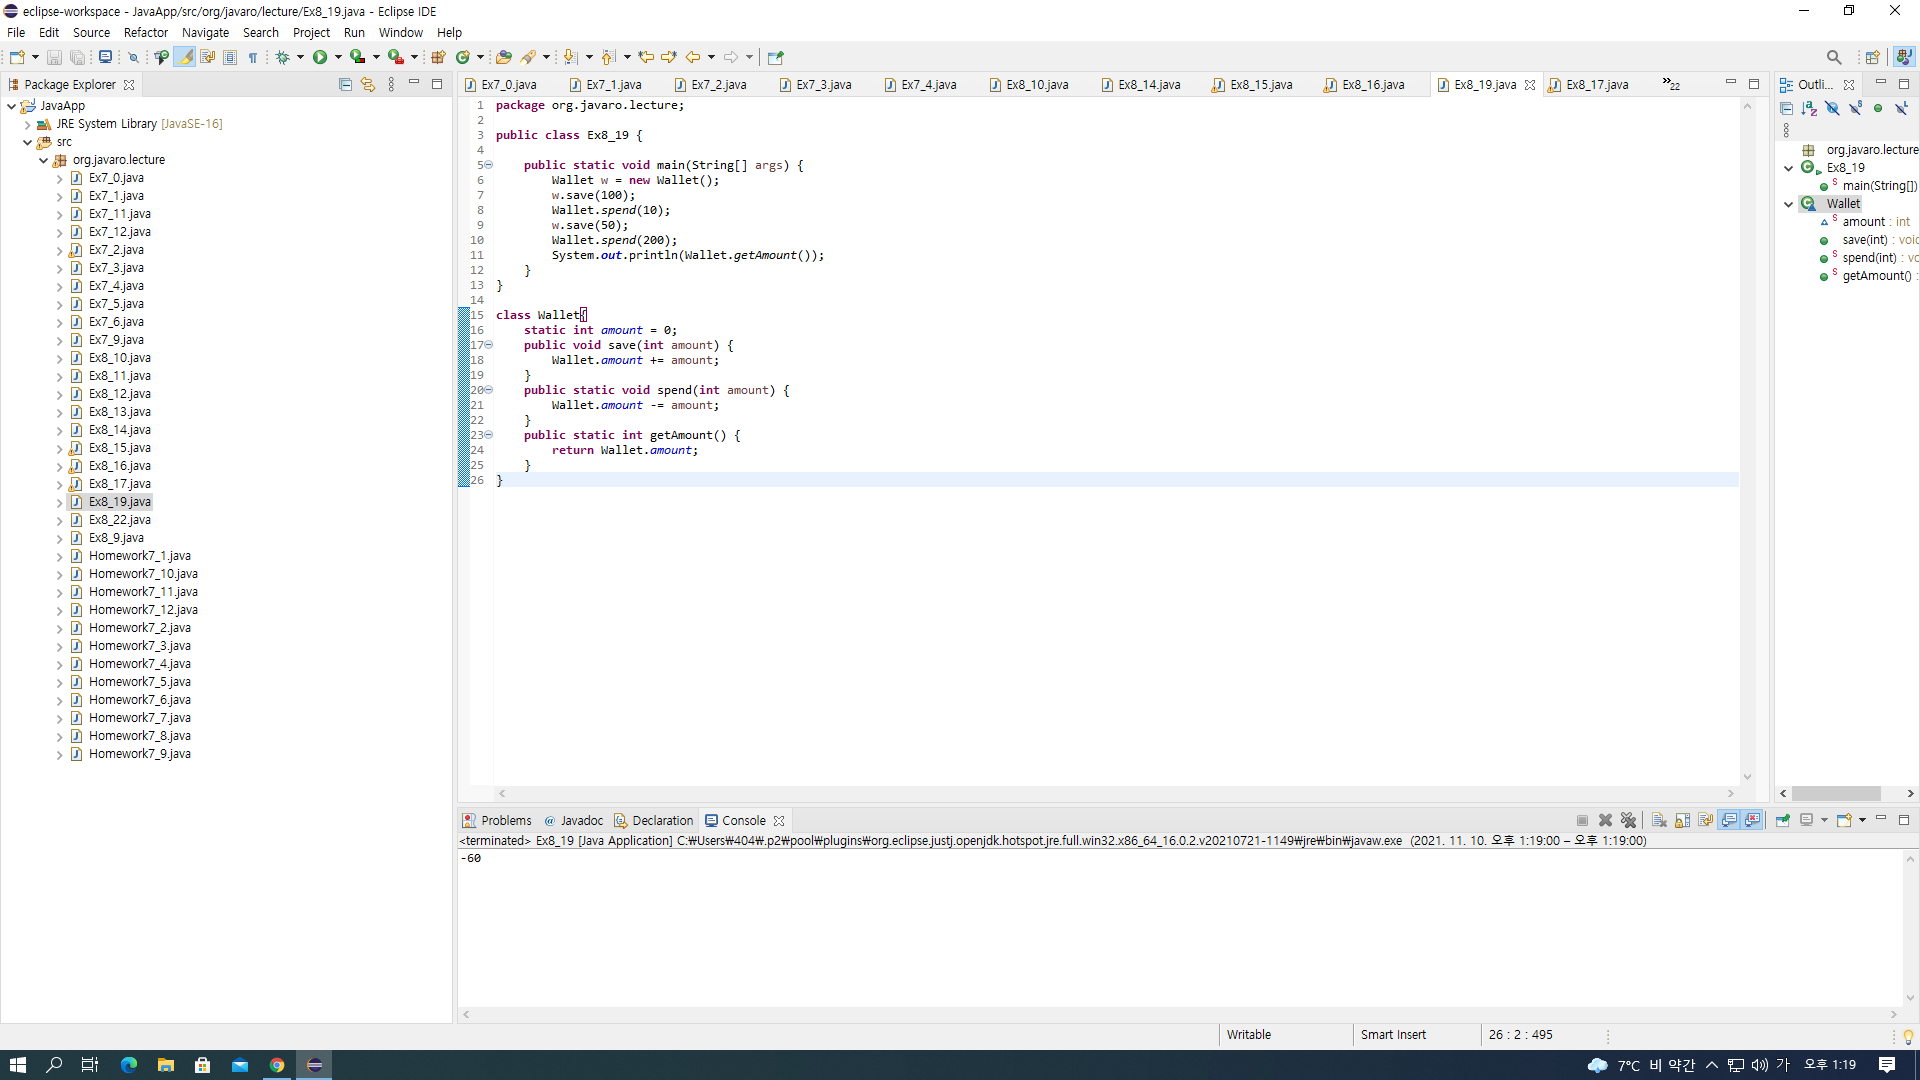 eclipse-workspace - JavaApp/src/org/javaro/lecture/Ex8_19.java - Eclipse IDE
File Edit Source Refactor Navigate Search Project Run Window Help
Package Explorer
JavaApp
JRE System Library [JavaSE-16]
src
org.javaro.lecture
Ex7_0.java
Ex7_1.java
Ex7_11.java
Ex7_12.java
Ex7_2.java
Ex7_3.java
Ex7_4.java
Ex7_5.java
Ex7_6.java
Ex7_9.java
Ex8_10.java
Ex8_11.java
Ex8_12.java
Ex8_13.java
Ex8_14.java
Ex8_15.java
Ex8_16.java
Ex8_17.java
Ex8_19.java
Ex8_22.java
Ex8_9.java
Homework7_1.java
Homework7_10.java
Homework7_11.java
Homework7_12.java
Homework7_2.java
Homework7_3.java
Homework7_4.java
Homework7_5.java
Homework7_6.java
Homework7_7.java
Homework7_8.java
Homework7_9.java
Ex7_0.java Ex7_1.java Ex7_2.java Ex7_3.java Ex7_4.java Ex8_10.java Ex8_14.java Ex8_15.java Ex8_16.java Ex8_19.java Ex8_17.java »22
1 package org.javaro.lecture;
2
3 public class Ex8_19 {
4
5 public static void main(String[] args) {
6 Wallet w = new Wallet();
7 w.save(100);
8 Wallet.spend(10);
9 w.save(50);
10 Wallet.spend(200);
11 System.out.println(Wallet.getAmount());
12 }
13 }
14
15 class Wallet{
16 static int amount = 0;
17 public void save(int amount) {
18 Wallet.amount += amount;
19 }
20 public static void spend(int amount) {
21 Wallet.amount -= amount;
22 }
23 public static int getAmount() {
24 return Wallet.amount;
25 }
26 }
Outli...
org.javaro.lecture
Ex8_19
main(String[])
Wallet
amount : int
save(int) : void
spend(int) : vo
getAmount() :
Problems @ Javadoc Declaration Console
<terminated> Ex8_19 [Java Application] C:₩Users₩404₩.p2₩pool₩plugins₩org.eclipse.justj.openjdk.hotspot.jre.full.win32.x86_64_16.0.2.v20210721-1149₩jre₩bin₩javaw.exe (2021. 11. 10. 오후 1:19:00 – 오후 1:19:00)
-60
Writable Smart Insert 26 : 2 : 495
7°C 비 약간 가 오후 1:19